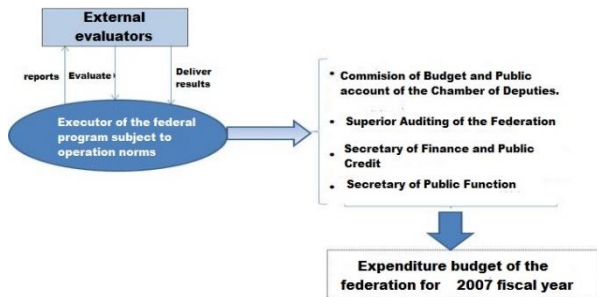 External
evaluators
reports
Evaluate
Deliver
results
Executor of the federal
program subject to
operation norms
• Commision of Budget and Public
account of the Chamber of Deputies.
• Superior Auditing of the Federation
• Secretary of Finance and Public
Credit
• Secretary of Public Function
Expenditure budget of the
federation for 2007 fiscal year